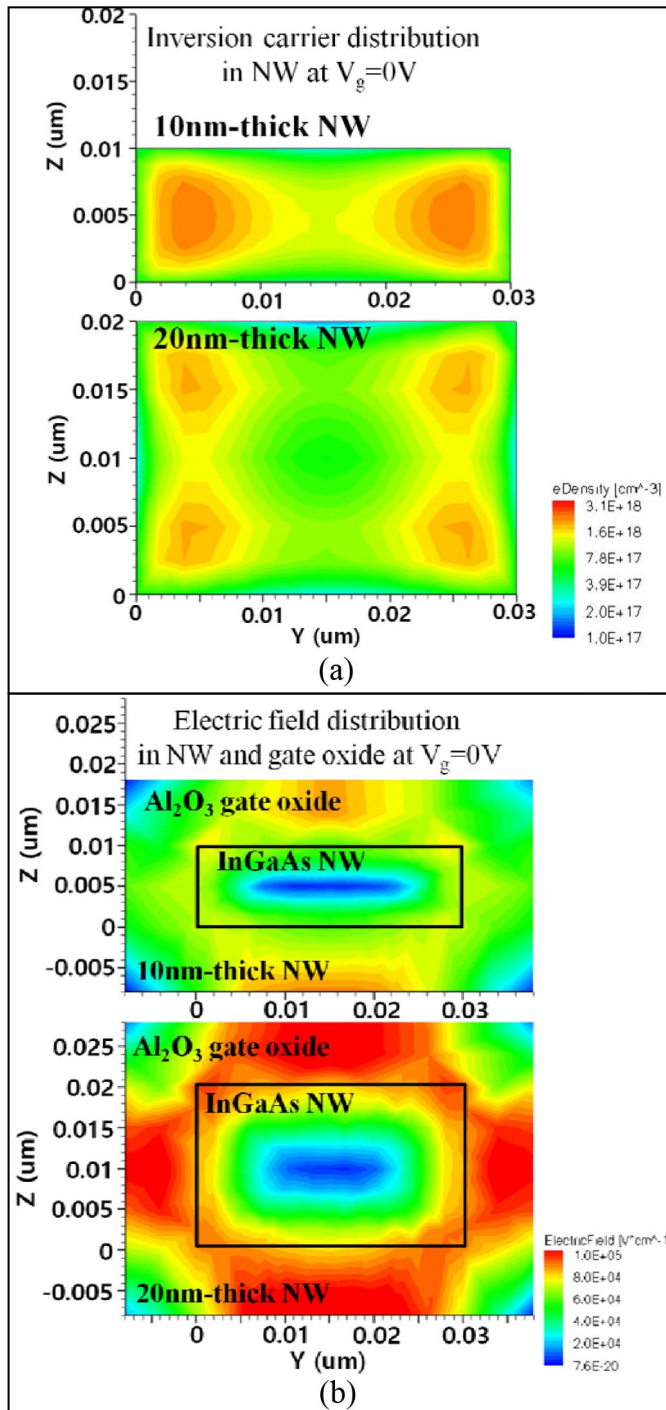 Inversion carrier distribution
in NW at Vg=0V
10nm-thick NW
Z (um)
0.02
0.015
0.01
0.005
0
0
0.01
0.02
0.03
20nm-thick NW
Z (um)
0.02
0.015
0.01
0.005
0
0
0.01
0.02
0.03
Y (um)
eDensity [cm^-3]
3.1E+18
1.6E+18
7.8E+17
3.9E+17
2.0E+17
1.0E+17
(a)
Electric field distribution
in NW and gate oxide at Vg=0V
Al2O3 gate oxide
InGaAs NW
10nm-thick NW
Z (um)
0.025
0.02
0.015
0.01
0.005
0
-0.005
0
0.01
0.02
0.03
Al2O3 gate oxide
InGaAs NW
20nm-thick NW
Z (um)
0.025
0.02
0.015
0.01
0.005
0
-0.005
0
0.01
0.02
0.03
Y (um)
ElectricField [V*cm^-1
1.0E+05
8.0E+04
6.0E+04
4.0E+04
2.0E+04
7.6E-20
(b)